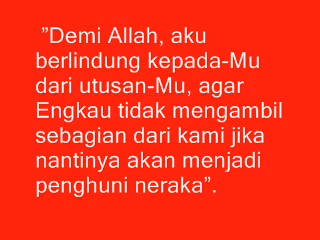 ”Demi Allah, aku
berlindung kepada-Mu
dari utusan-Mu, agar
Engkau tidak mengambil
sebagian dari kami jika
nantinya akan menjadi
penghuni neraka”.